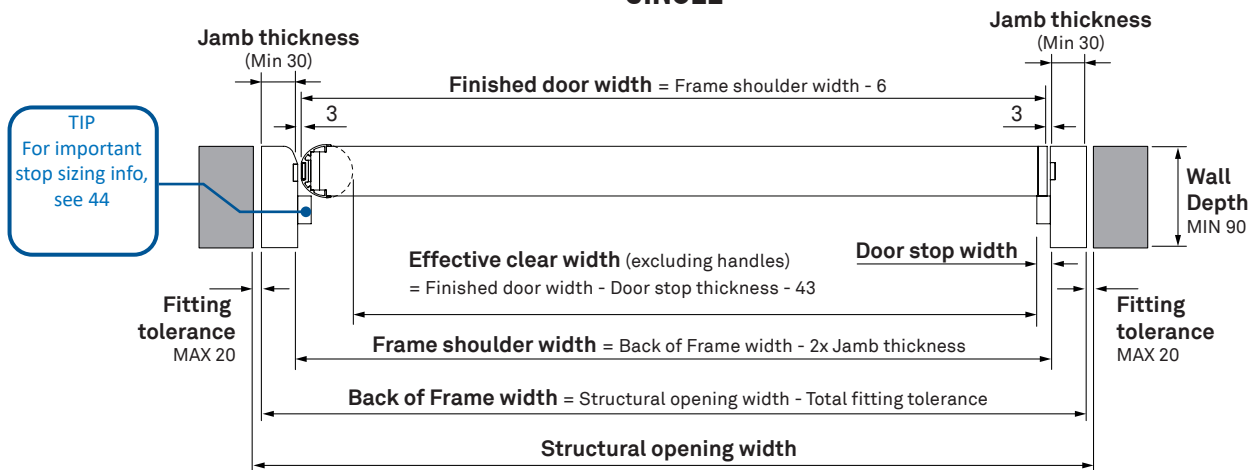 Jamb thickness
(Min 30)
Jamb thickness
(Min 30)
Finished door width = Frame shoulder width - 6
3
3
TIP
For important
stop sizing info,
see 44
Wall
Depth
MIN 90
Effective clear width (excluding handles)
= Finished door width - Door stop thickness - 43
Door stop width
Fitting
tolerance
MAX 20
Fitting
tolerance
MAX 20
Frame shoulder width = Back of Frame width - 2x Jamb thickness
Back of Frame width = Structural opening width - Total fitting tolerance
Structural opening width